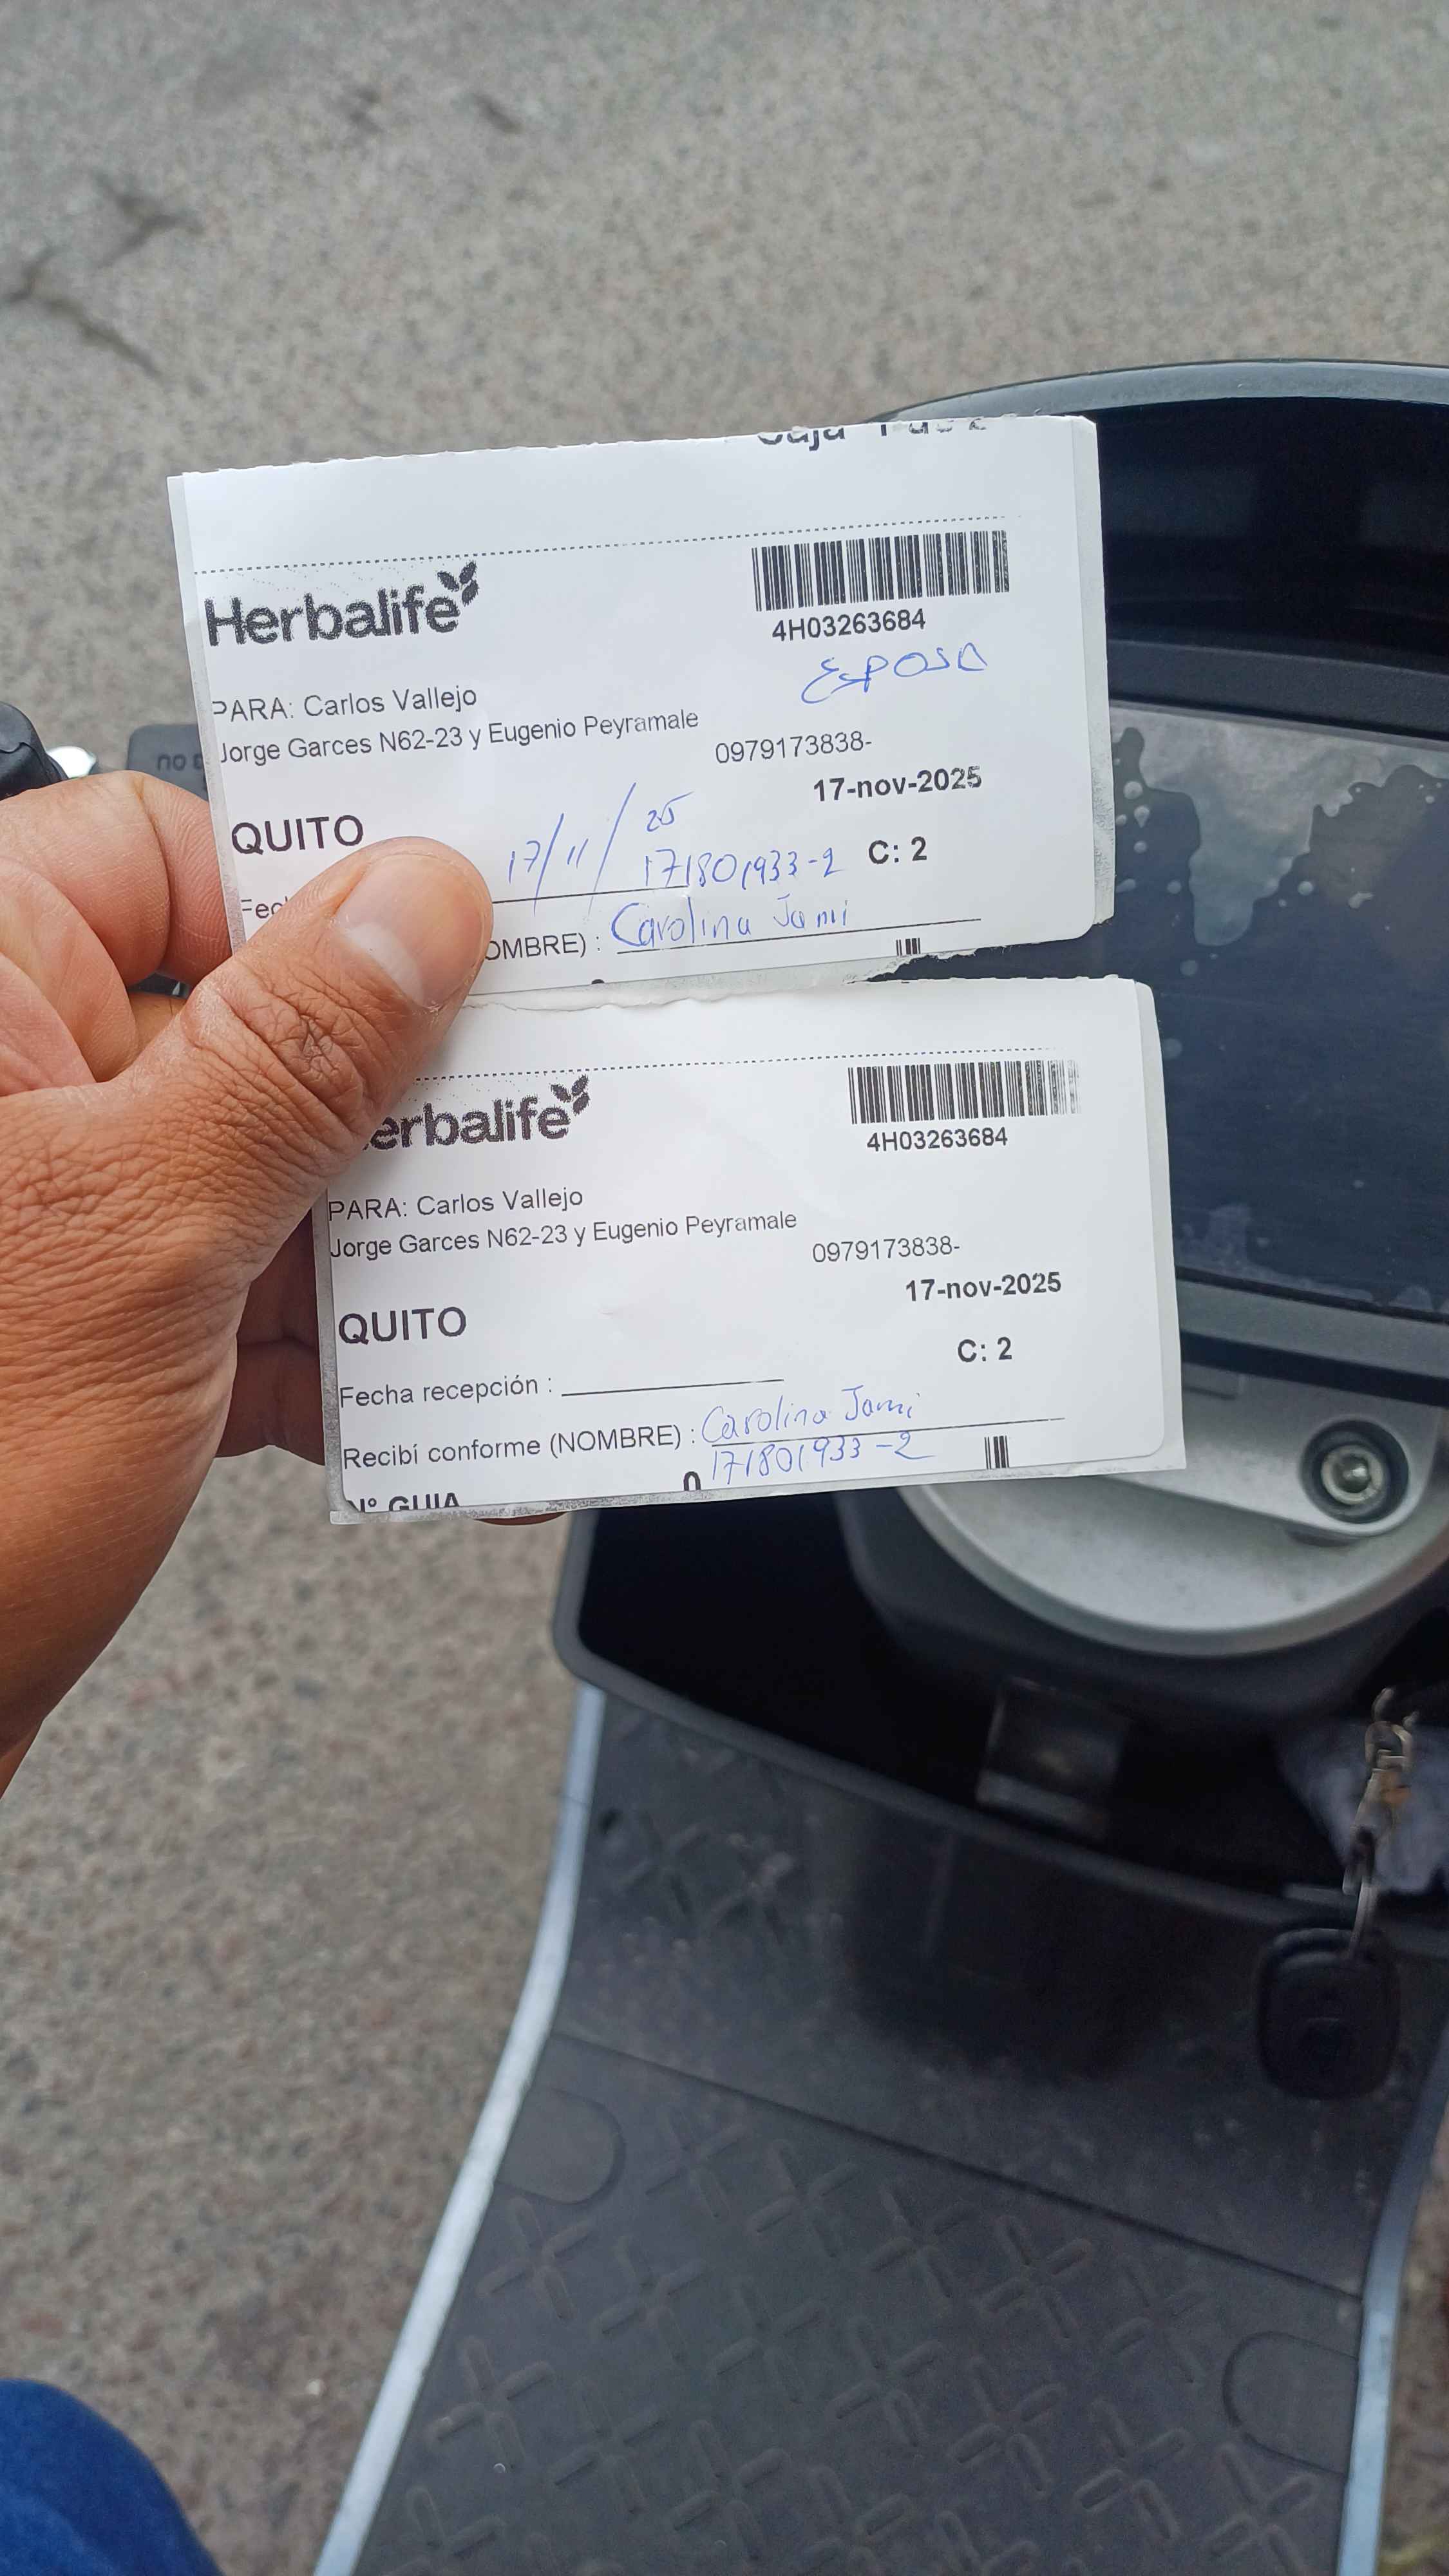 Herbalife
4H03263684
Esposa
PARA: Carlos Vallejo
Jorge Garces N62-23 y Eugenio Peyramale
0979173838-
17-nov-2025
QUITO
17/11/25
171801933-2
C: 2
OMBRE) : Carolina Jami
erbalife
4H03263684
PARA: Carlos Vallejo
Jorge Garces N62-23 y Eugenio Peyramale
0979173838-
17-nov-2025
QUITO
C: 2
Fecha recepción :
Recibí conforme (NOMBRE) : Carolina Jami
171801933-2
Nº GUIA